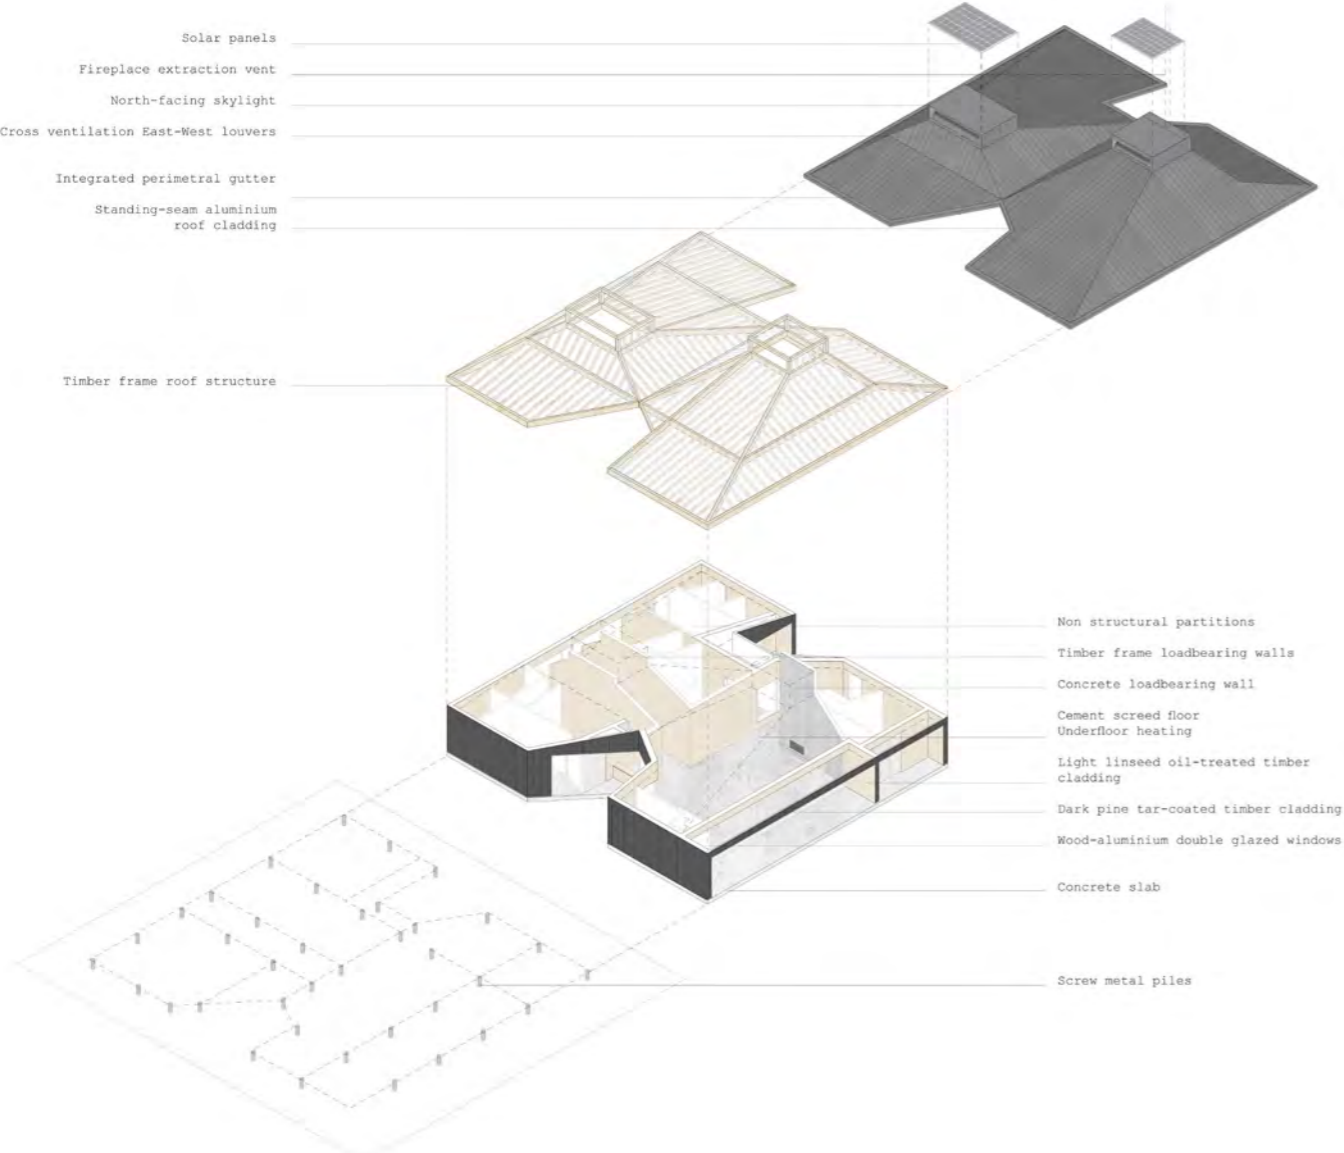 Solar panels
Fireplace extraction vent
North-facing skylight
Cross ventilation East-West louvers
Integrated perimetral gutter
Standing-seam aluminium
roof cladding
Timber frame roof structure
Non structural partitions
Timber frame loadbearing walls
Concrete loadbearing wall
Cement screed floor
Underfloor heating
Light linseed oil-treated timber
cladding
Dark pine tar-coated timber cladding
Wood-aluminium double glazed windows
Concrete slab
Screw metal piles